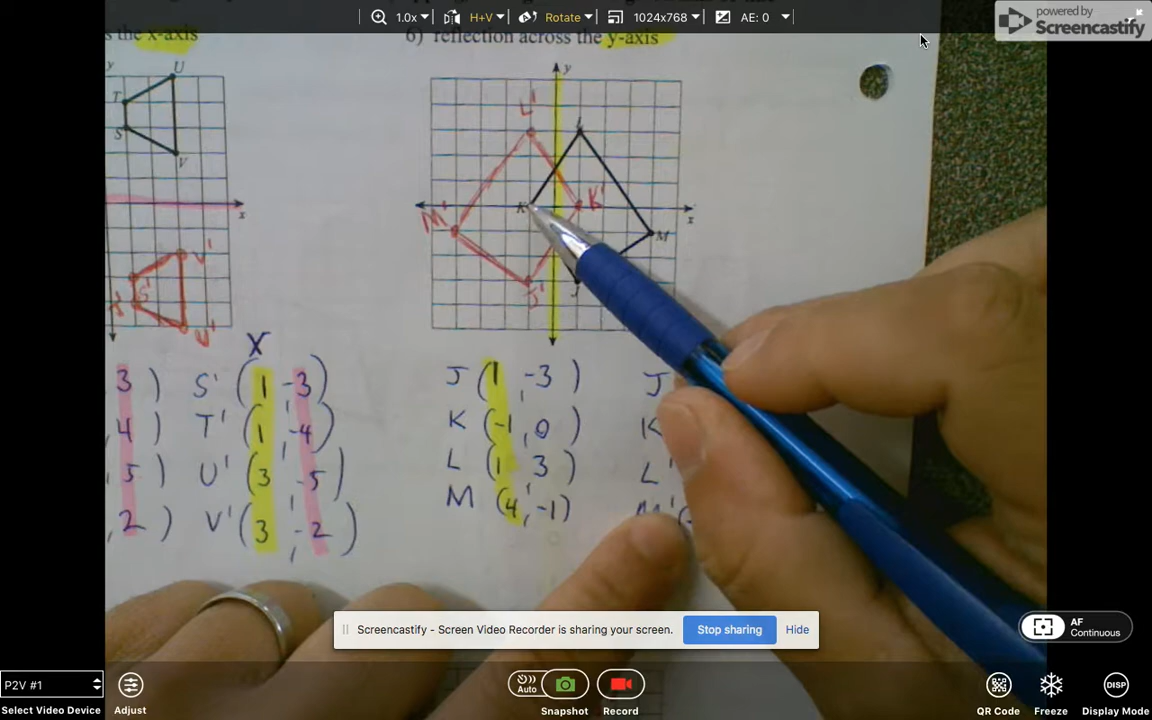 1.0x H+V Rotate 1024x768 AE: 0
powered by
Screencastify
the x-axis
6) reflection across the y-axis
y
U
T
S
V
x
V'
S'
U'
y
L'
L
K
K'
x
M'
M
J'
J
X
3 ) S' (1, -3)
, 4 ) T' (1, -4)
, 5 ) U' (3, -5)
, 2 ) V' (3, -2)
J (1, -3)
K (-1, 0)
L (1, 3)
M (4, -1)
J
K
L'
M' (-
Screencastify - Screen Video Recorder is sharing your screen. Stop sharing Hide
AF
Continuous
P2V #1
Select Video Device
Adjust
Auto
Snapshot
Record
QR Code
Freeze
DISP
Display Mode